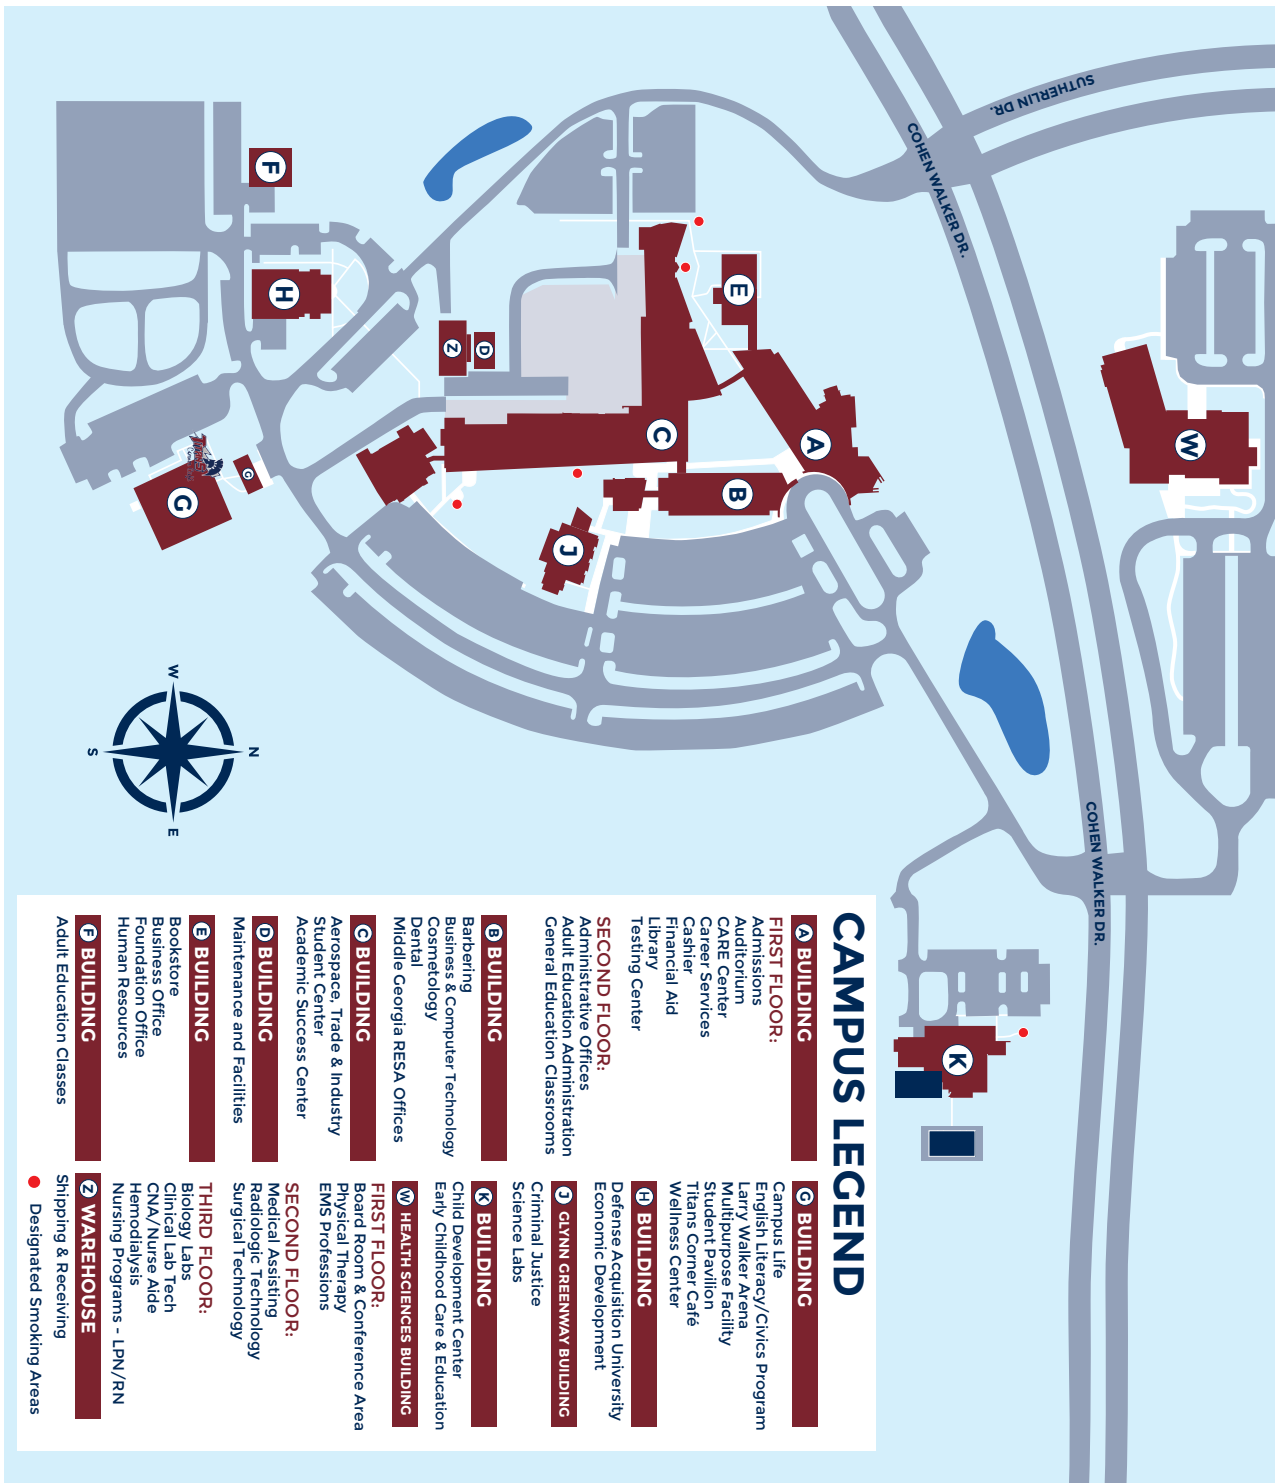 SUTHERLIN DR.
COHEN WALKER DR.
COHEN WALKER DR.
F
H
E
Z
D
C
A
B
W
G
G
J
K
N
E
S
W
CAMPUS LEGEND
A BUILDING
FIRST FLOOR:
Admissions
Auditorium
CARE Center
Career Services
Cashier
Financial Aid
Library
Testing Center
SECOND FLOOR:
Administrative Offices
Adult Education Administration
General Education Classrooms
B BUILDING
Barbering
Business & Computer Technology
Cosmetology
Dental
Middle Georgia RESA Offices
C BUILDING
Aerospace, Trade & Industry
Student Center
Academic Success Center
D BUILDING
Maintenance and Facilities
E BUILDING
Bookstore
Business Office
Foundation Office
Human Resources
F BUILDING
Adult Education Classes
G BUILDING
Campus Life
English Literacy/Civics Program
Larry Walker Arena
Multipurpose Facility
Student Pavilion
Titans Corner Café
Wellness Center
H BUILDING
Defense Acquisition University
Economic Development
J GLYNN GREENWAY BUILDING
Criminal Justice
Science Labs
K BUILDING
Child Development Center
Early Childhood Care & Education
W HEALTH SCIENCES BUILDING
FIRST FLOOR:
Board Room & Conference Area
Physical Therapy
EMS Professions
SECOND FLOOR:
Medical Assisting
Radiologic Technology
Surgical Technology
THIRD FLOOR:
Biology Labs
Clinical Lab Tech
CNA/Nurse Aide
Hemodialysis
Nursing Programs - LPN/RN
Z WAREHOUSE
Shipping & Receiving
Designated Smoking Areas